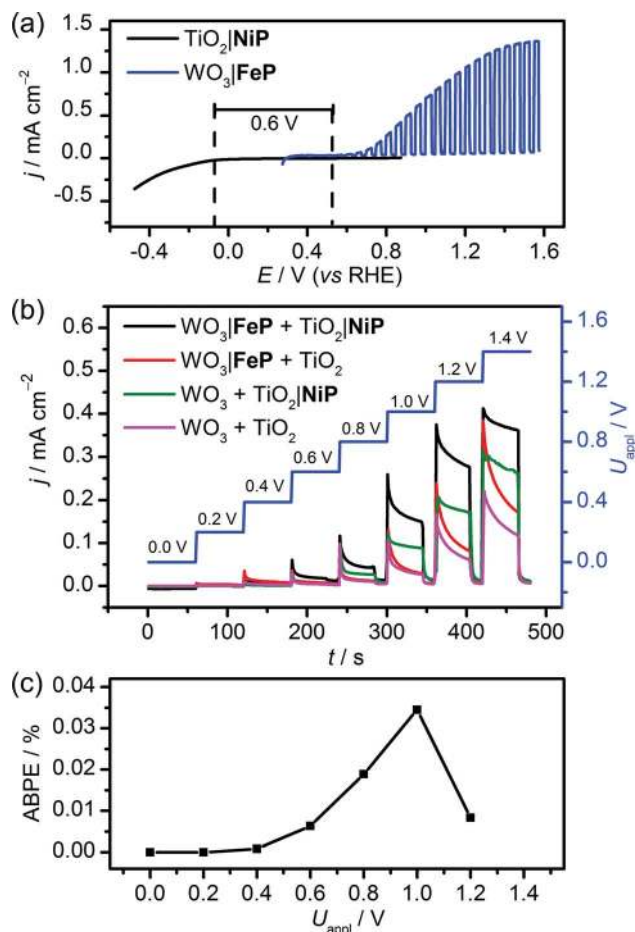 (a)
TiO₂|NiP
WO₃|FeP
0.6 V
j / mA cm⁻²
1.5
1.0
0.5
0.0
-0.5
-0.4 0.0 0.4 0.8 1.2 1.6
E / V (vs RHE)
(b)
WO₃|FeP + TiO₂|NiP
WO₃|FeP + TiO₂
WO₃ + TiO₂|NiP
WO₃ + TiO₂
j / mA cm⁻²
0.6
0.5
0.4
0.3
0.2
0.1
0.0
0.0 V
0.2 V
0.4 V
0.6 V
0.8 V
1.0 V
1.2 V
1.4 V
1.6
1.2
0.8
0.4
0.0
U appl / V
0 100 200 300 400 500
t / s
(c)
ABPE / %
0.04
0.03
0.02
0.01
0.00
0.0 0.2 0.4 0.6 0.8 1.0 1.2 1.4
U appl / V